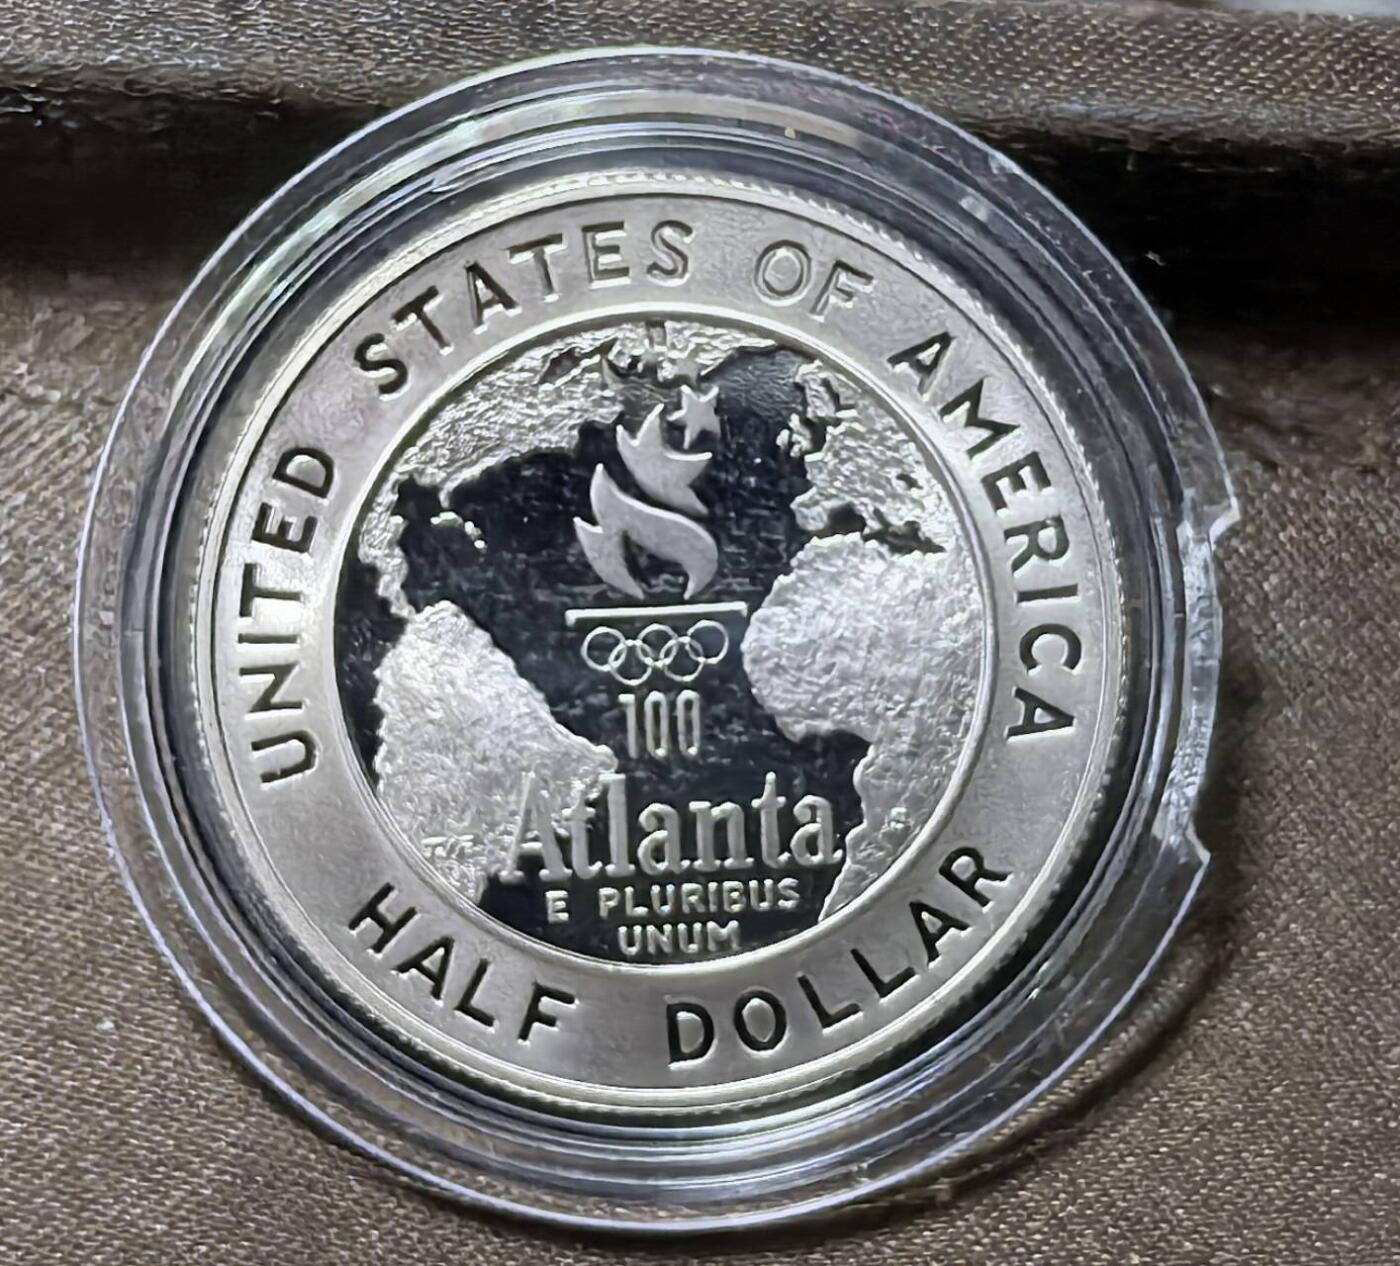 UNITED STATES OF AMERICA
100
Atlanta
E PLURIBUS
UNUM
HALF DOLLAR